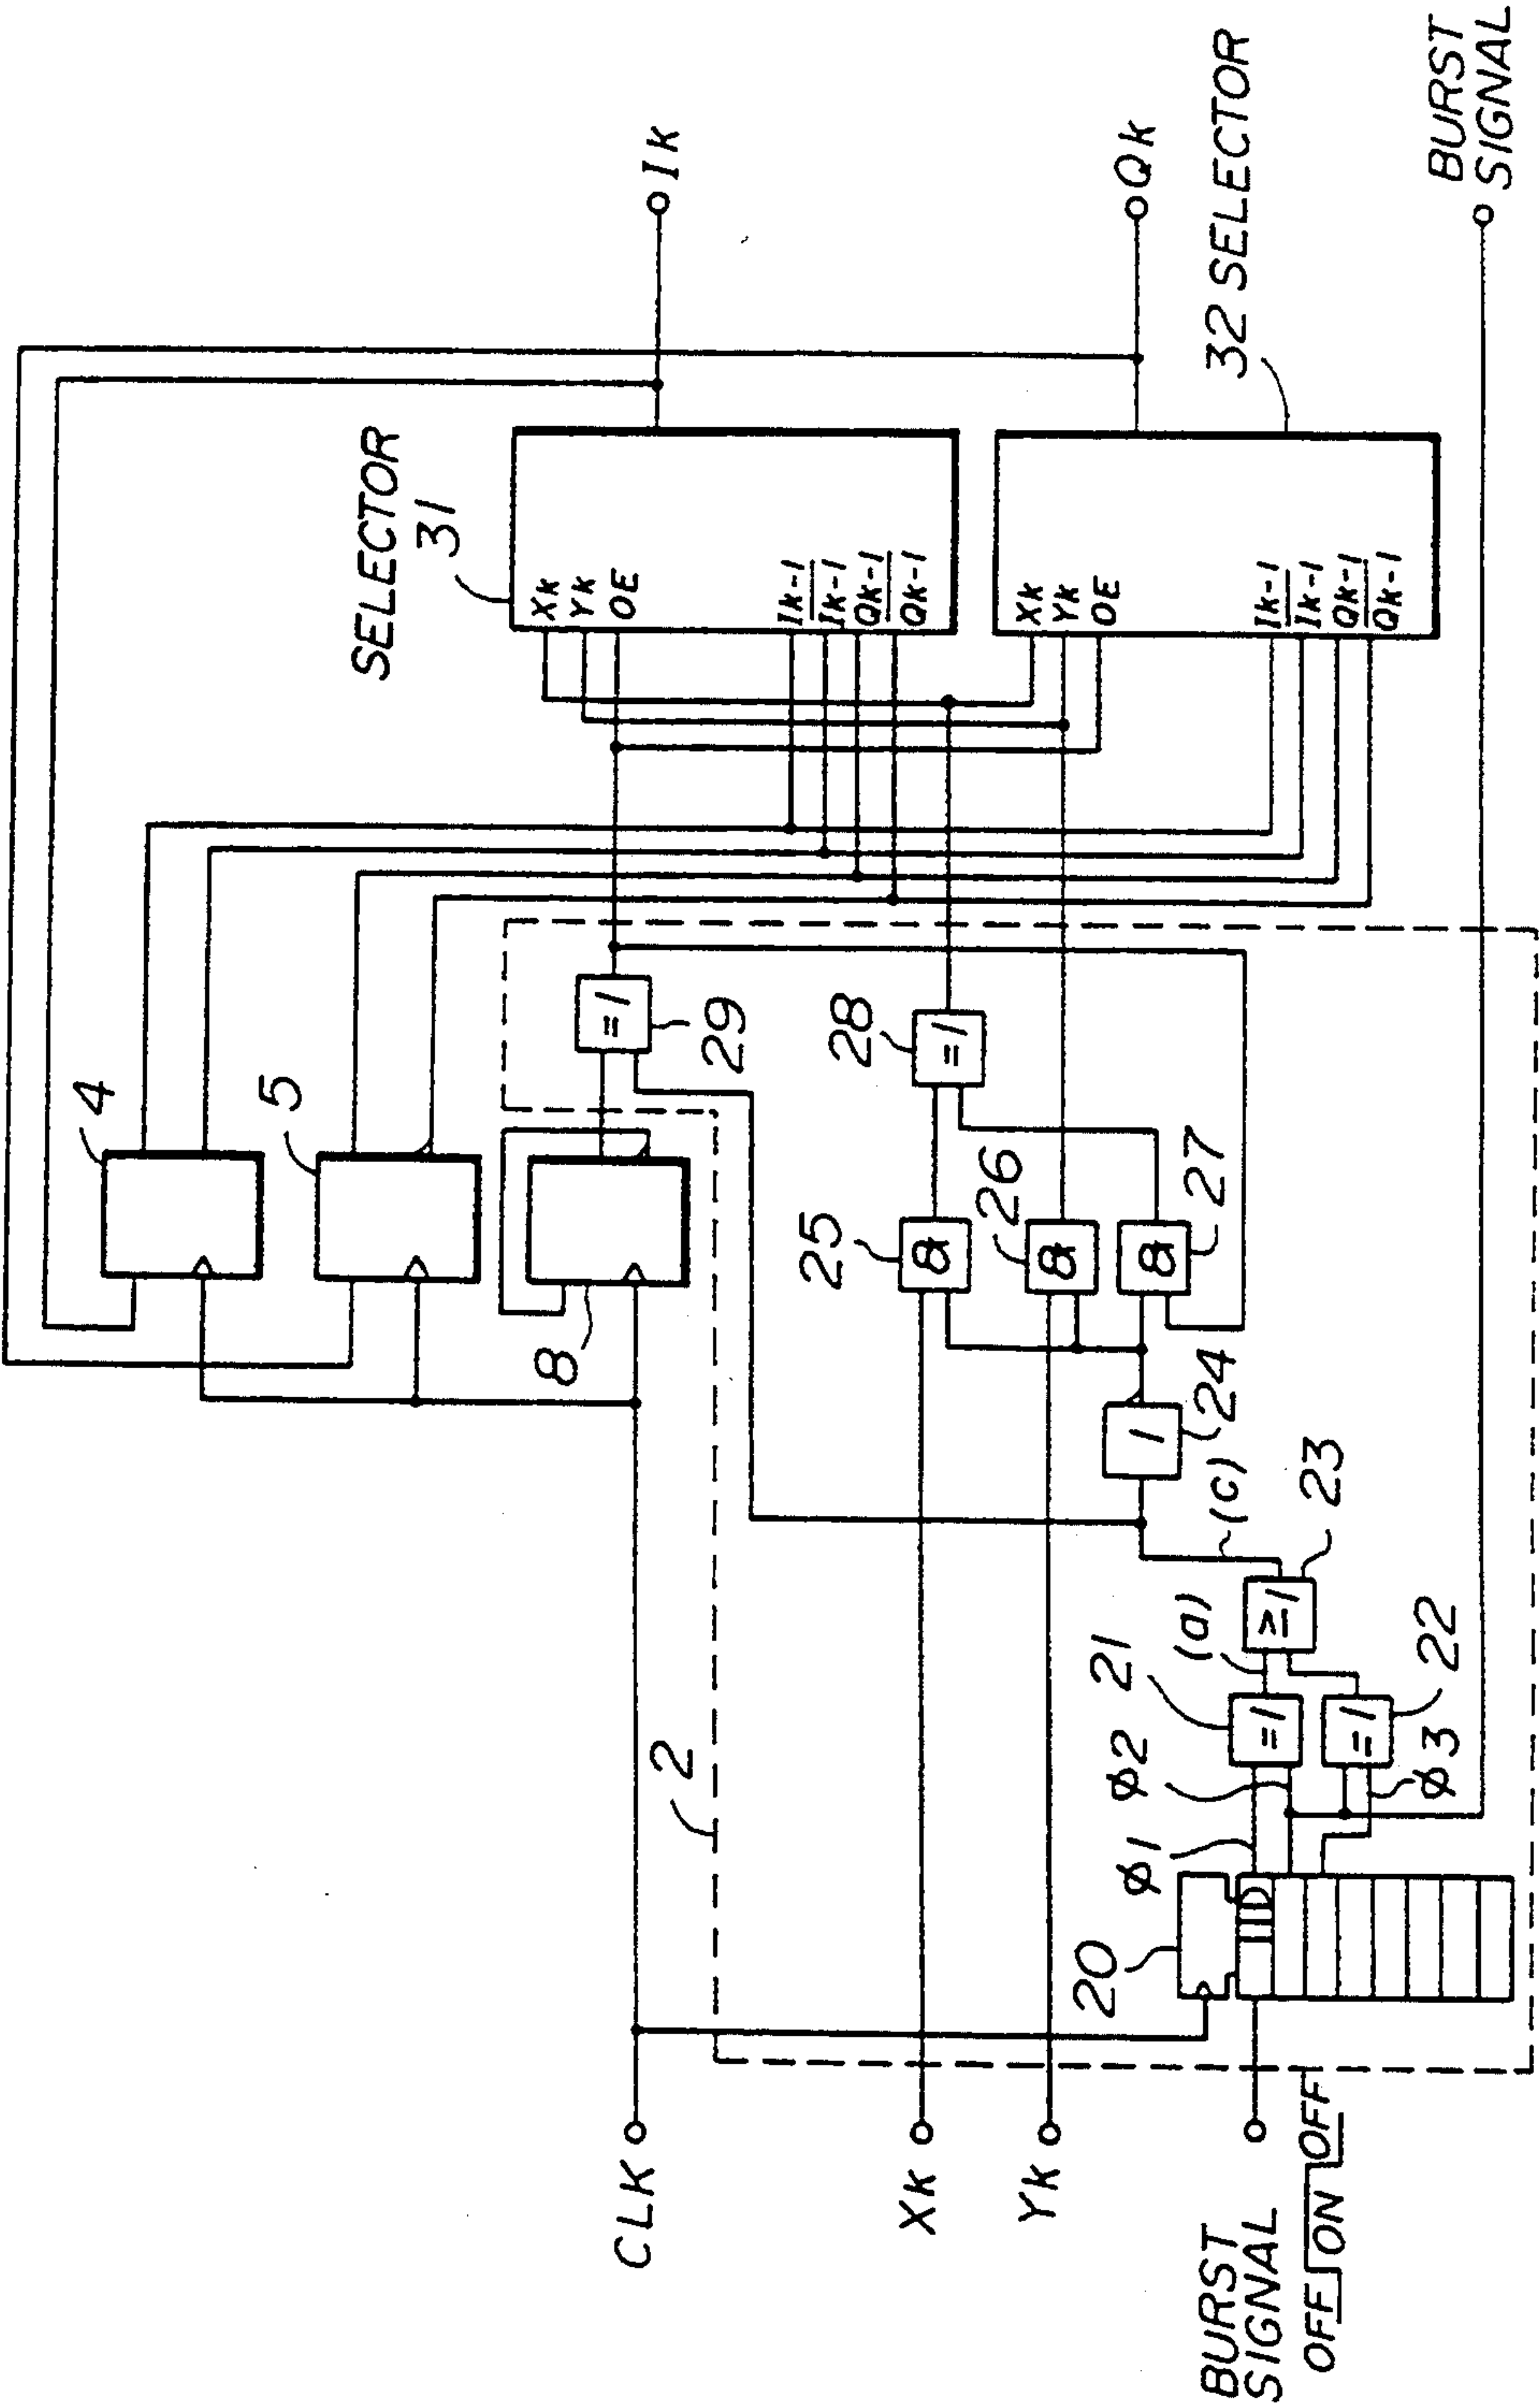 SELECTOR
31
Xk
Yk
OE
Ik-1
Ik-1
Qk-1
Qk-1
Ik
32 SELECTOR
Xk
Yk
OE
Ik-1
Ik-1
Qk-1
Qk-1
Qk
BURST
SIGNAL
4
5
8
=1
29
=1
28
&
25
&
26
&
27
1
24
(c)
≥1
23
(a)
=1
21
=1
22
φ1
φ2
φ3
20
1D
2
CLK
Xk
Yk
BURST
SIGNAL
OFF ON OFF